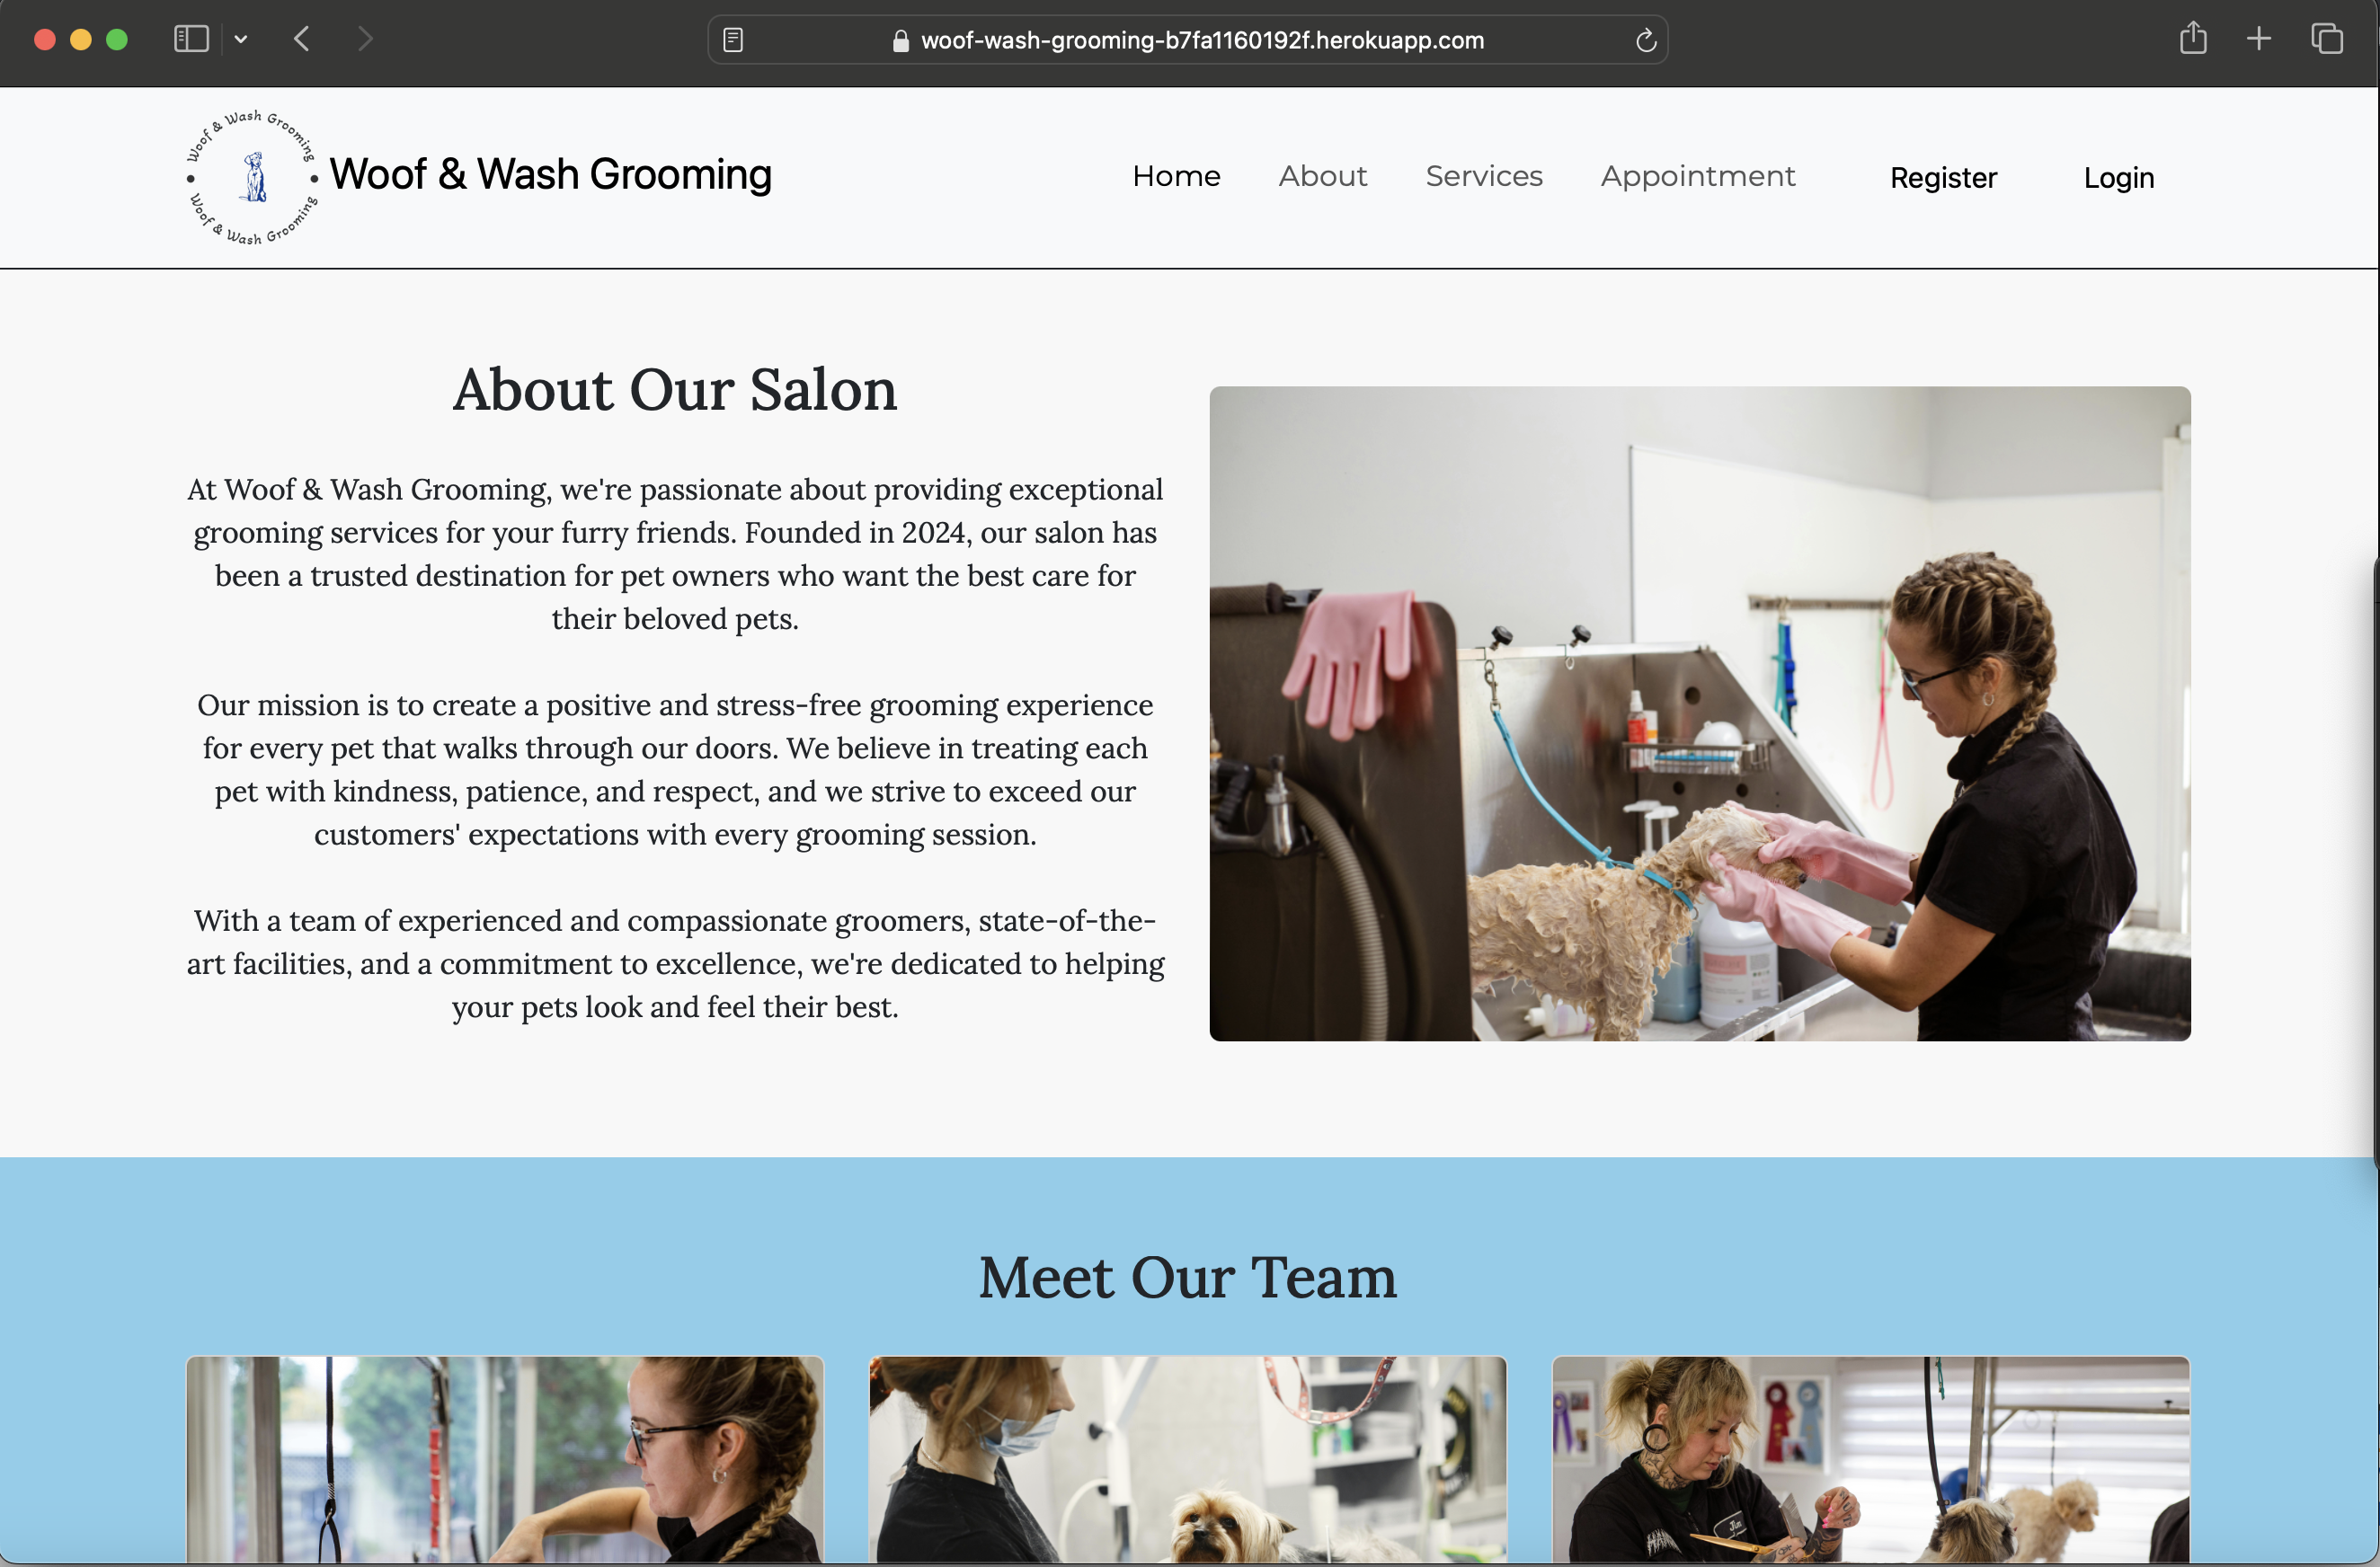 woof-wash-grooming-b7fa1160192f.herokuapp.com
Woof & Wash Grooming
Woof & Wash Grooming
Woof & Wash Grooming
Home
About
Services
Appointment
Register
Login
About Our Salon
At Woof & Wash Grooming, we're passionate about providing exceptional
grooming services for your furry friends. Founded in 2024, our salon has
been a trusted destination for pet owners who want the best care for
their beloved pets.
Our mission is to create a positive and stress-free grooming experience
for every pet that walks through our doors. We believe in treating each
pet with kindness, patience, and respect, and we strive to exceed our
customers' expectations with every grooming session.
With a team of experienced and compassionate groomers, state-of-the-
art facilities, and a commitment to excellence, we're dedicated to helping
your pets look and feel their best.
Meet Our Team